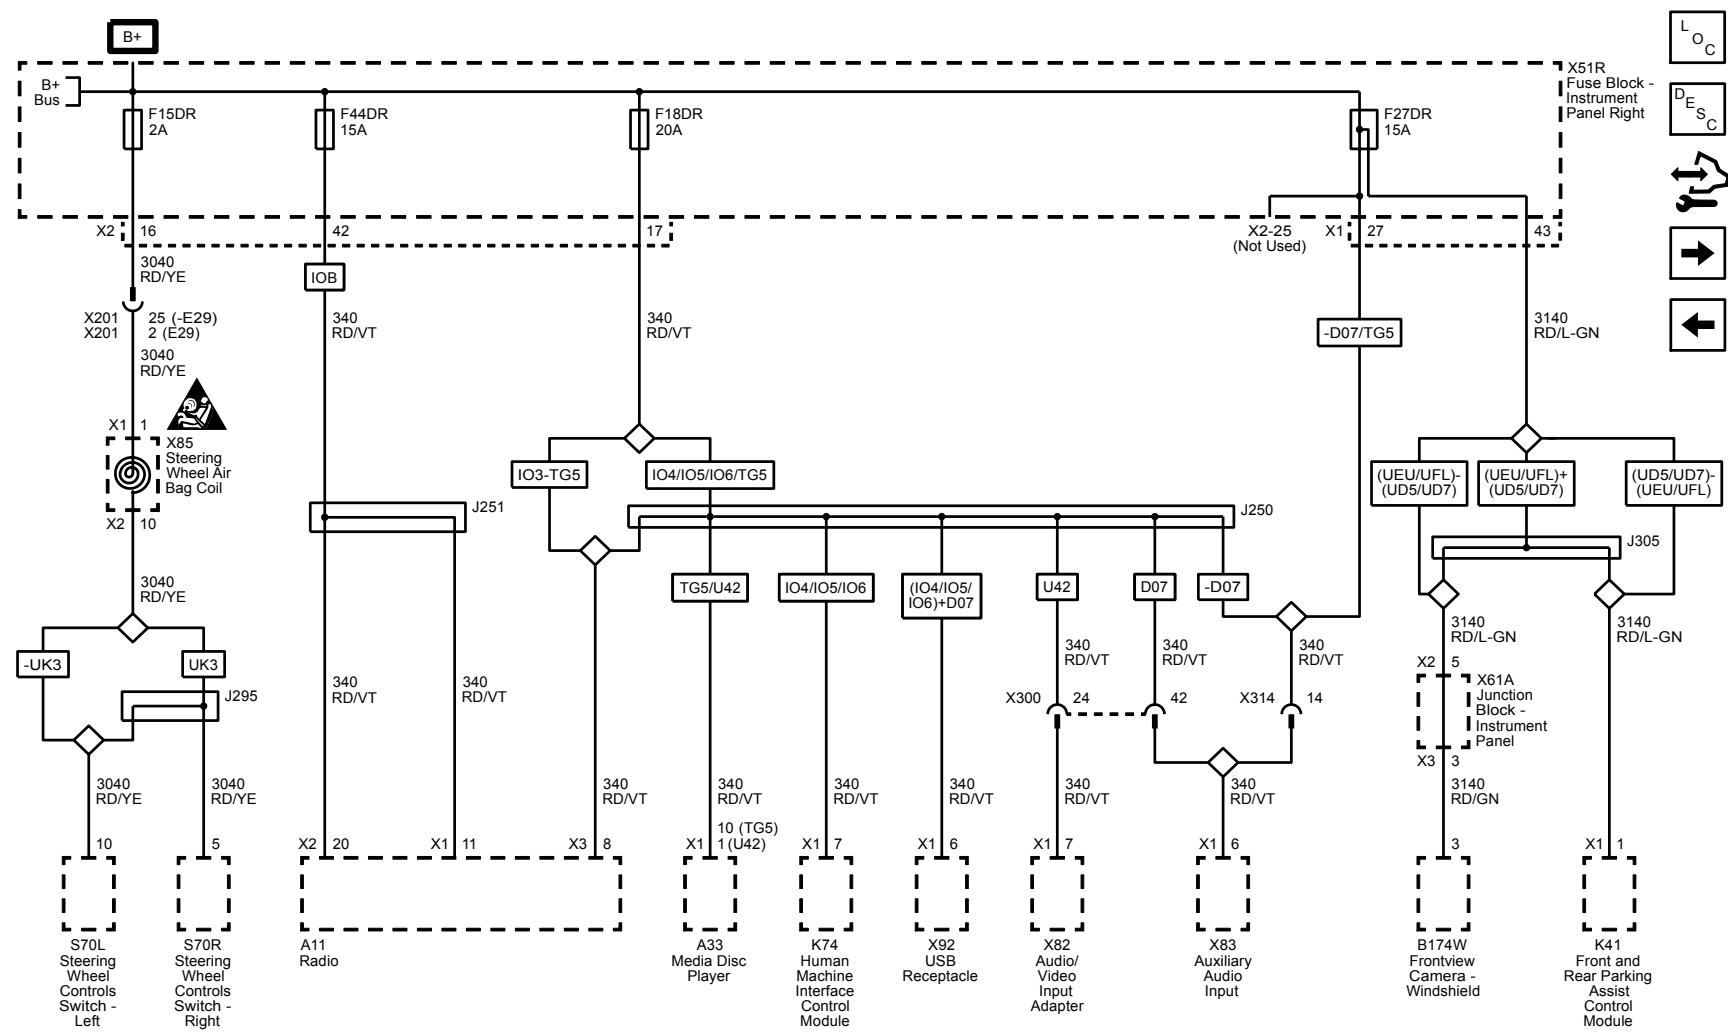 B+
L
O
C
X51R
Fuse Block -
Instrument
Panel Right
B+
Bus
D
E
S
C
F15DR
2A
F44DR
15A
F18DR
20A
F27DR
15A
X2
16
42
17
X2-25
(Not Used)
X1
27
43
3040
RD/YE
IOB
X201
25 (-E29)
X201
2 (E29)
340
RD/VT
340
RD/VT
-D07/TG5
3140
RD/L-GN
3040
RD/YE
X1
1
X85
Steering
Wheel Air
Bag Coil
X2
10
IO3-TG5
IO4/IO5/IO6/TG5
(UEU/UFL)-
(UD5/UD7)
(UEU/UFL)+
(UD5/UD7)
(UD5/UD7)-
(UEU/UFL)
J251
J250
J305
3040
RD/YE
TG5/U42
IO4/IO5/IO6
(IO4/IO5/
IO6)+D07
U42
D07
-D07
3140
RD/L-GN
3140
RD/L-GN
-UK3
UK3
340
RD/VT
340
RD/VT
340
RD/VT
X2
5
X61A
Junction
Block -
Instrument
Panel
X3
3
J295
340
RD/VT
340
RD/VT
X300
24
42
X314
14
3040
RD/YE
3040
RD/YE
340
RD/VT
340
RD/VT
340
RD/VT
340
RD/VT
340
RD/VT
340
RD/VT
3140
RD/GN
10
5
X2
20
X1
11
X3
8
X1
10 (TG5)
1 (U42)
X1
7
X1
6
X1
7
X1
6
3
X1
1
S70L
Steering
Wheel
Controls
Switch -
Left
S70R
Steering
Wheel
Controls
Switch -
Right
A11
Radio
A33
Media Disc
Player
K74
Human
Machine
Interface
Control
Module
X92
USB
Receptacle
X82
Audio/
Video
Input
Adapter
X83
Auxiliary
Audio
Input
B174W
Frontview
Camera -
Windshield
K41
Front and
Rear Parking
Assist
Control
Module